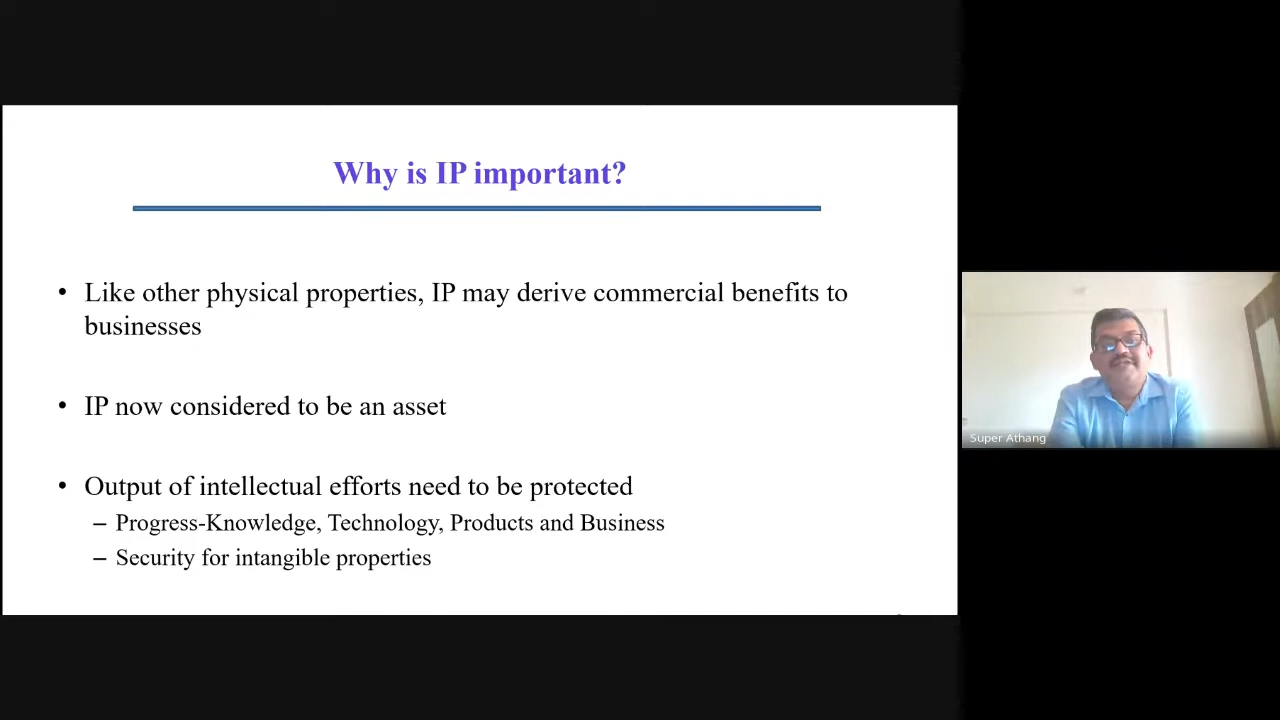 Why is IP important?
• Like other physical properties, IP may derive commercial benefits to
businesses
• IP now considered to be an asset
• Output of intellectual efforts need to be protected
– Progress-Knowledge, Technology, Products and Business
– Security for intangible properties
Super Athang